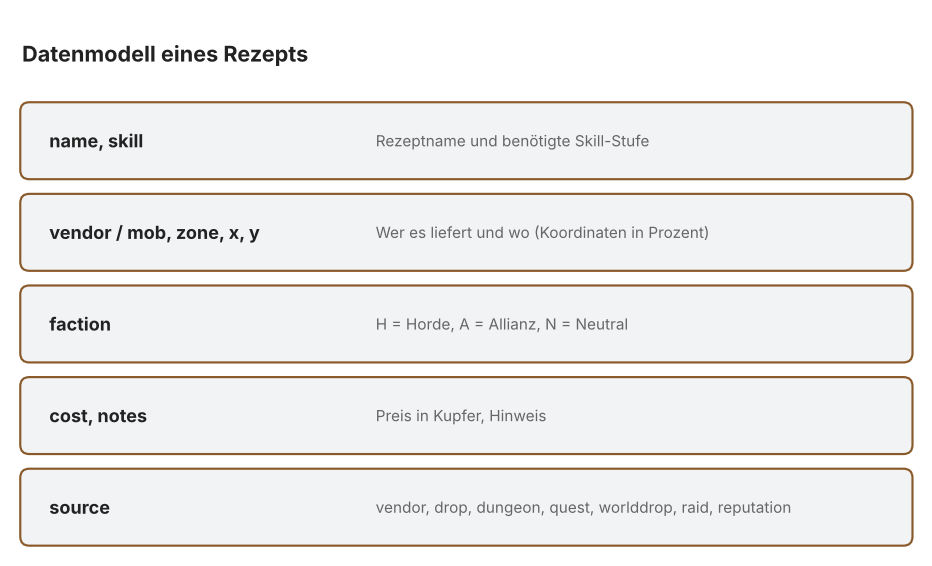 Datenmodell eines Rezepts
name, skill
Rezeptname und benötigte Skill-Stufe
vendor / mob, zone, x, y
Wer es liefert und wo (Koordinaten in Prozent)
faction
H = Horde, A = Allianz, N = Neutral
cost, notes
Preis in Kupfer, Hinweis
source
vendor, drop, dungeon, quest, worlddrop, raid, reputation